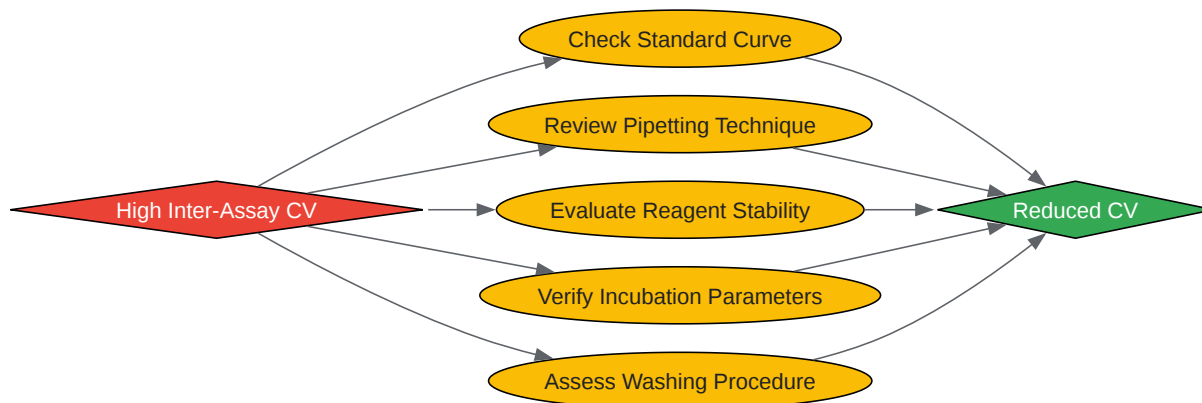 Check Standard Curve
Review Pipetting Technique
High Inter-Assay CV
Evaluate Reagent Stability
Reduced CV
Verify Incubation Parameters
Assess Washing Procedure